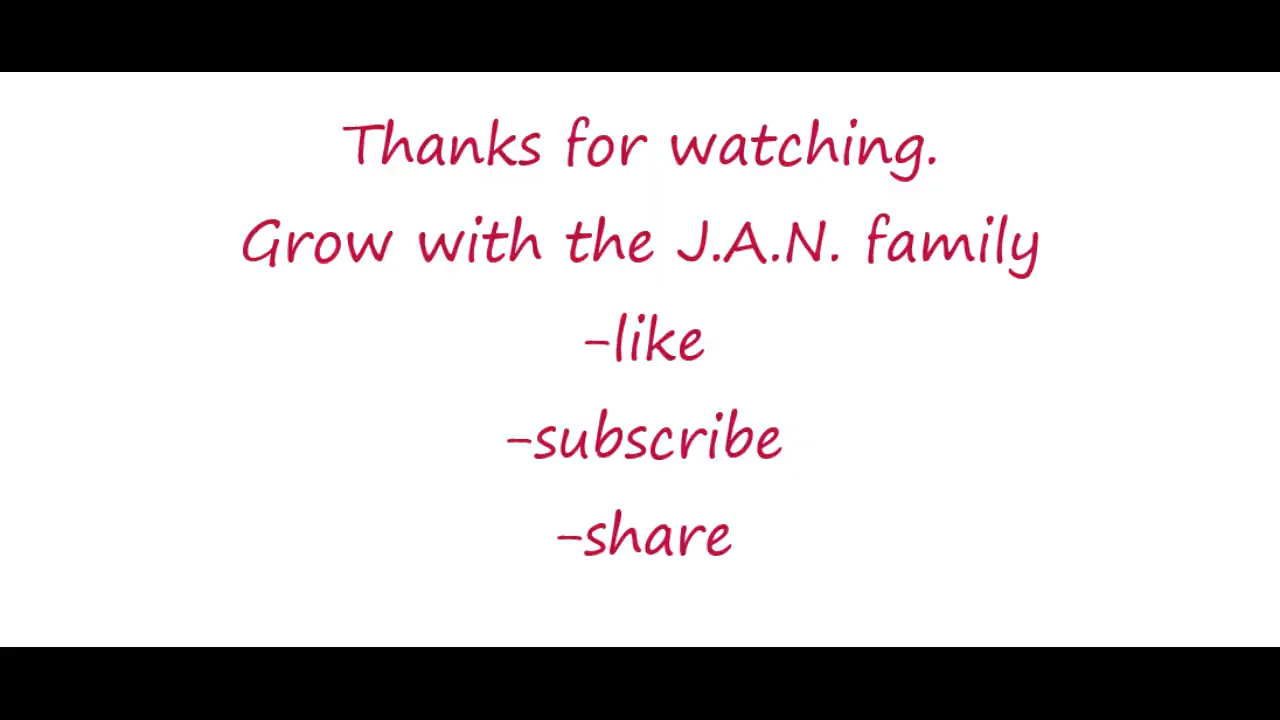 Thanks for watching.
Grow with the J.A.N. family
-like
-subscribe
-share